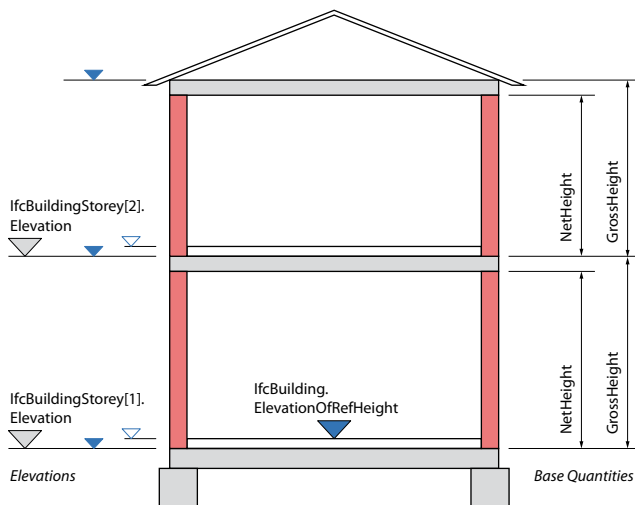 NetHeight
GrossHeight
IfcBuildingStorey[2].
Elevation
IfcBuilding.
ElevationOfRefHeight
IfcBuildingStorey[1].
Elevation
NetHeight
GrossHeight
Elevations
Base Quantities